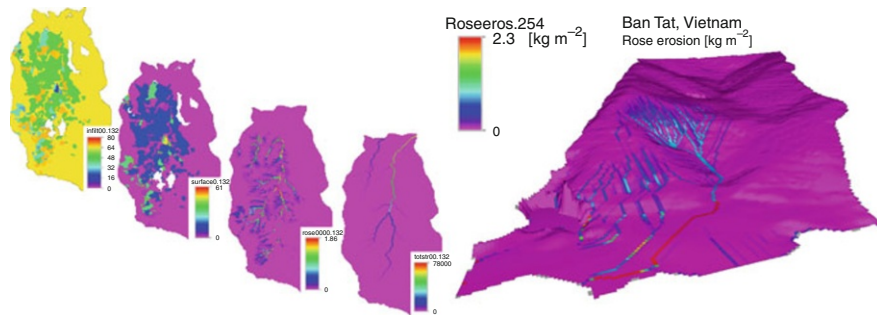 infilt00.132
80
64
48
32
16
0
surface0.132
61
0
rose0000.132
1.86
0
totstr00.132
78000
0
Roseeros.254
2.3 [kg m⁻²]
0
Ban Tat, Vietnam
Rose erosion [kg m⁻²]